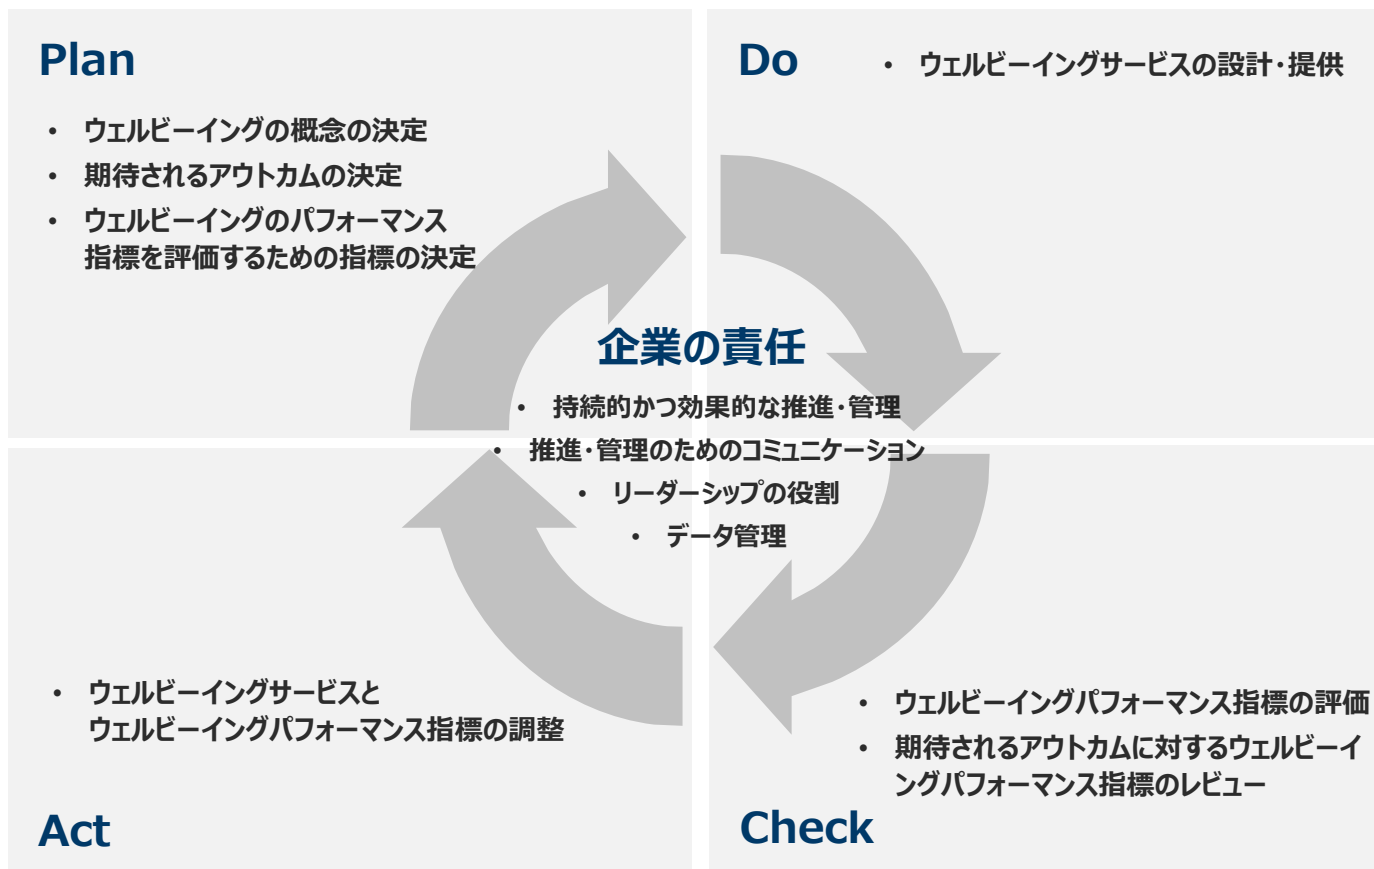 Plan
• ウェルビーイングの概念の決定
• 期待されるアウトカムの決定
• ウェルビーイングのパフォーマンス
指標を評価するための指標の決定
Do
• ウェルビーイングサービスの設計・提供
企業の責任
• 持続的かつ効果的な推進・管理
• 推進・管理のためのコミュニケーション
• リーダーシップの役割
• データ管理
• ウェルビーイングサービスと
ウェルビーイングパフォーマンス指標の調整
Act
• ウェルビーイングパフォーマンス指標の評価
• 期待されるアウトカムに対するウェルビーイ
ングパフォーマンス指標のレビュー
Check